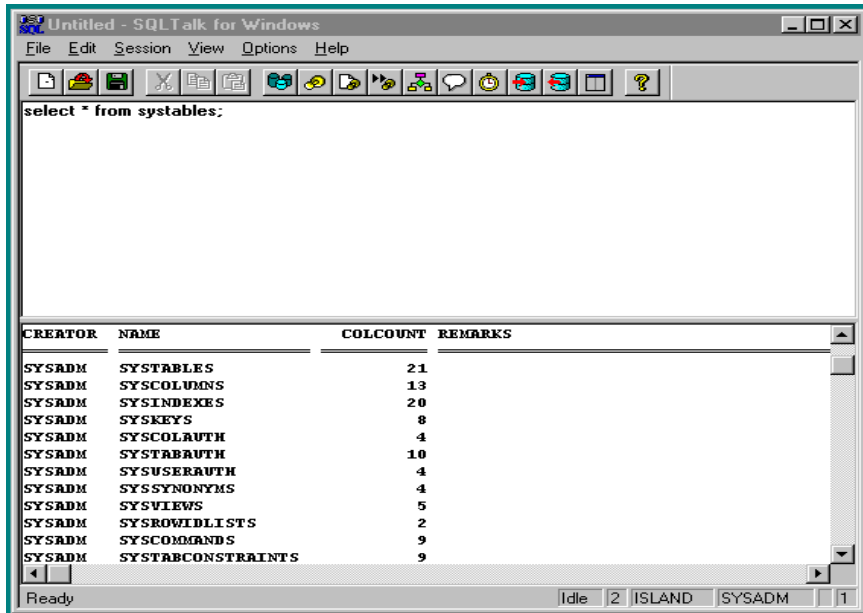 Untitled - SQLTalk for Windows
File Edit Session View Options Help
select * from systables;
CREATOR NAME COLCOUNT REMARKS
SYSADM SYSTABLES 21
SYSADM SYSCOLUMNS 13
SYSADM SYSINDEXES 20
SYSADM SYSKEYS 8
SYSADM SYSCOLAUTH 4
SYSADM SYSTABAUTH 10
SYSADM SYSUSERAUTH 4
SYSADM SYSSYNONYMS 4
SYSADM SYSVIEWS 5
SYSADM SYSROWIDLISTS 2
SYSADM SYSCOMMANDS 9
SYSADM SYSTABCONSTRAINTS 9
Ready Idle 2 ISLAND SYSADM 1